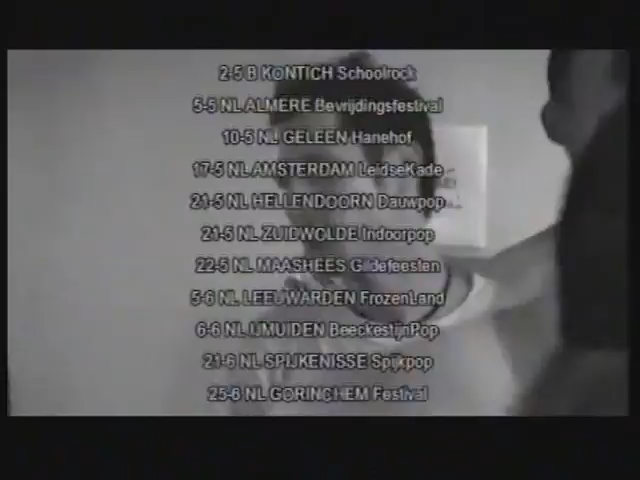 2-5 B KONTICH Schoolrock
5-5 NL ALMERE Bevrijdingsfestival
10-5 NL GELEEN Hanehof
17-5 NL AMSTERDAM LeidseKade
21-5 NL HELLENDOORN Dauwpop
21-5 NL ZUIDWOLDE Indoorpop
22-5 NL MAASHEES Gildefeesten
5-6 NL LEEUWARDEN FrozenLand
6-6 NL IJMUIDEN BeeckestijnPop
21-6 NL SPIJKENISSE Spijkpop
25-6 NL GORINCHEM Festival